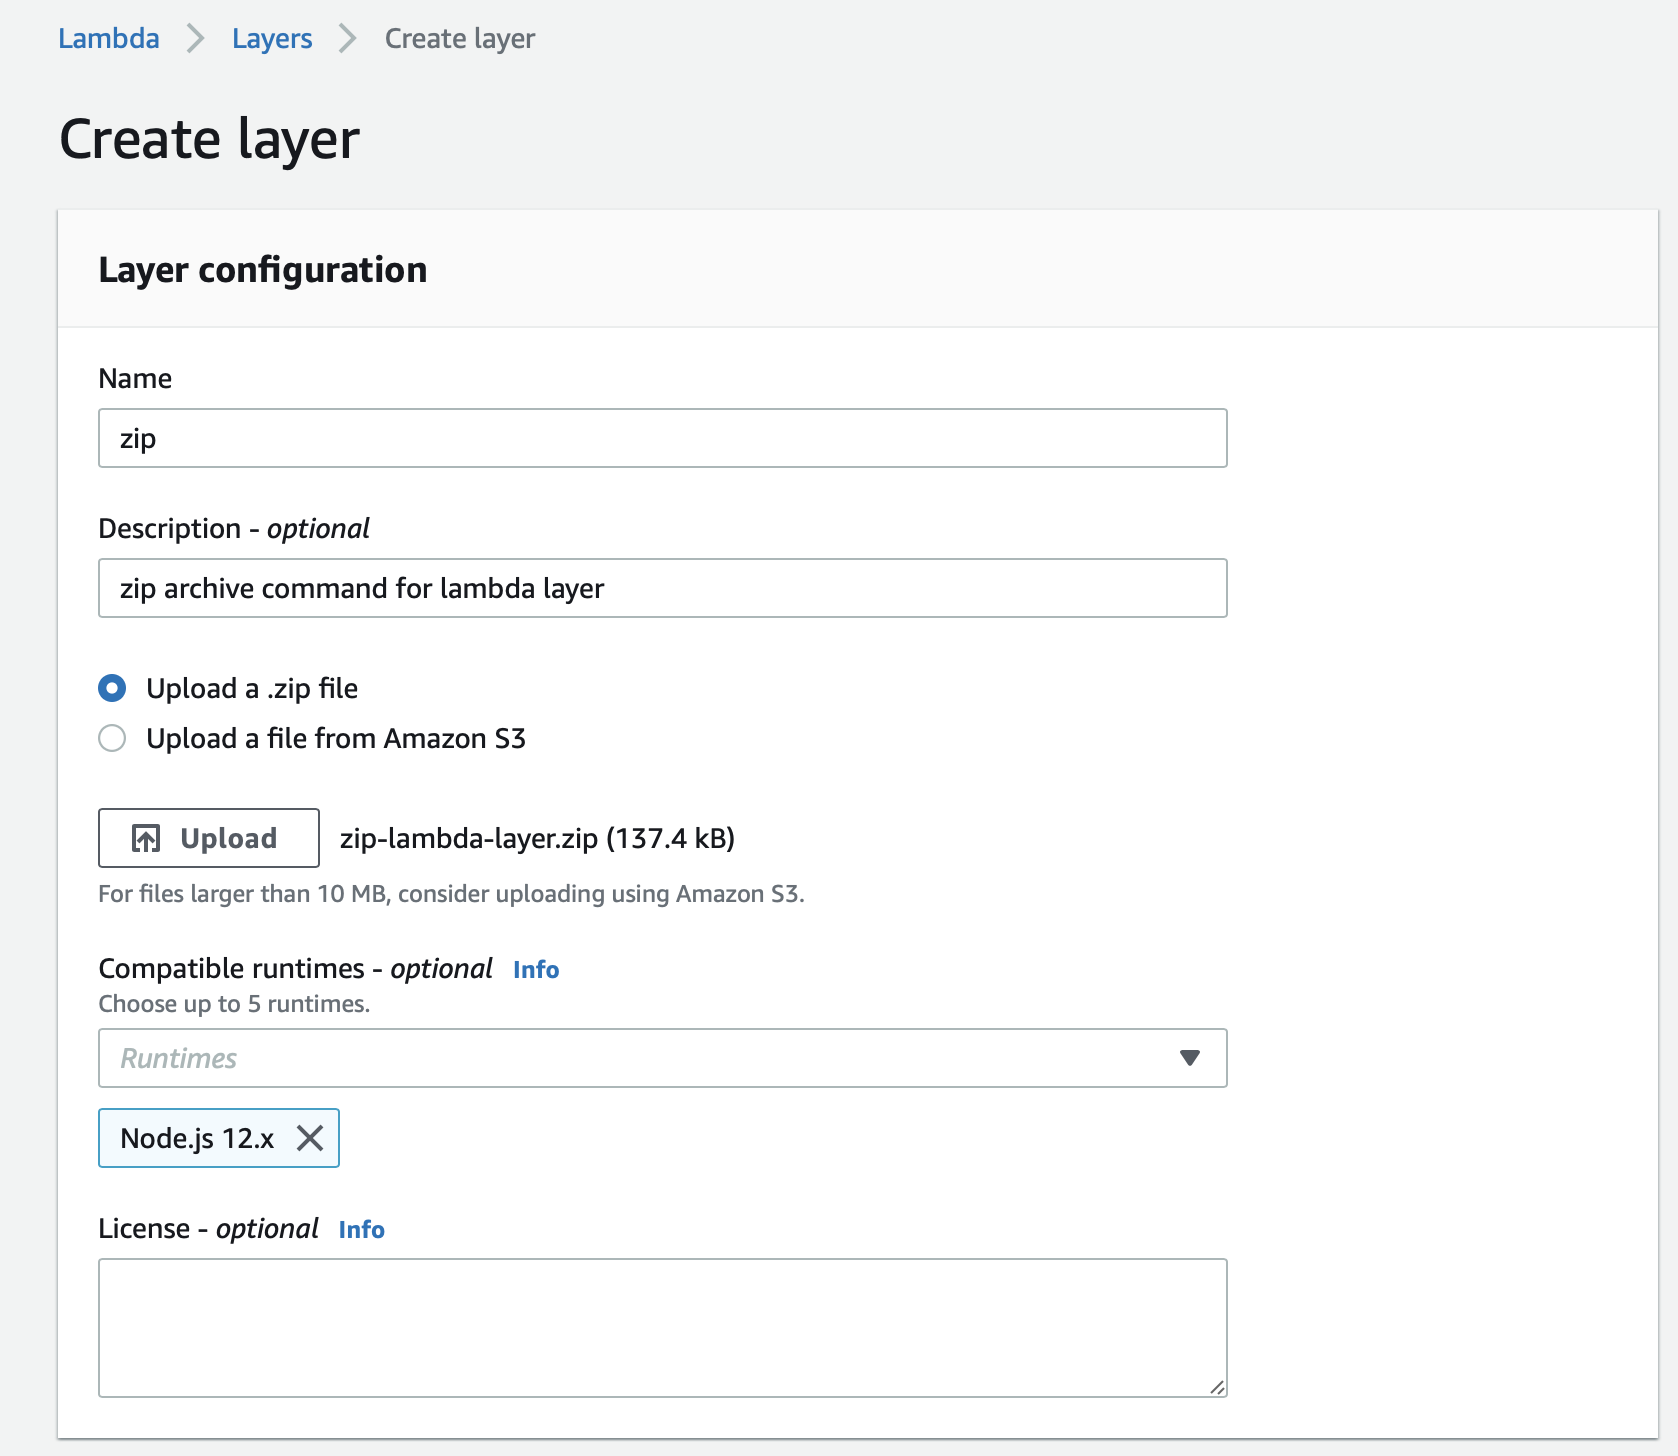 Lambda > Layers > Create layer
Create layer
Layer configuration
Name
zip
Description - optional
zip archive command for lambda layer
Upload a .zip file
Upload a file from Amazon S3
Upload zip-lambda-layer.zip (137.4 kB)
For files larger than 10 MB, consider uploading using Amazon S3.
Compatible runtimes - optional Info
Choose up to 5 runtimes.
Runtimes
Node.js 12.x
License - optional Info